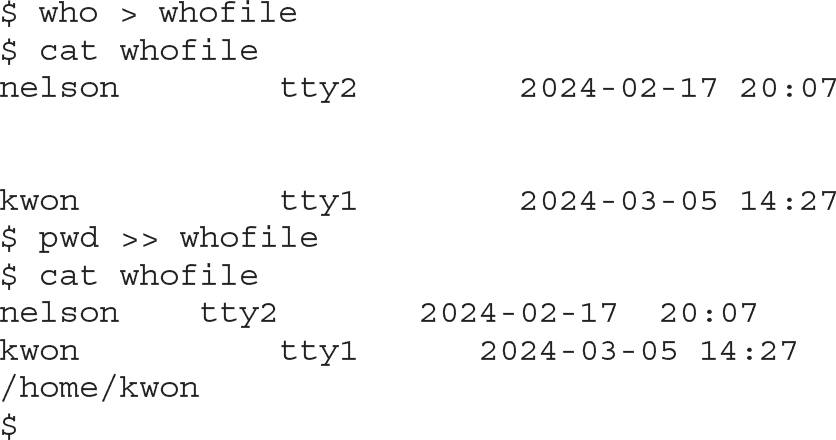 $ who > whofile
$ cat whofile
nelson        tty2        2024-02-17 20:07
kwon          tty1        2024-03-05 14:27
$ pwd >> whofile
$ cat whofile
nelson    tty2       2024-02-17  20:07
kwon          tty1      2024-03-05 14:27
/home/kwon
$